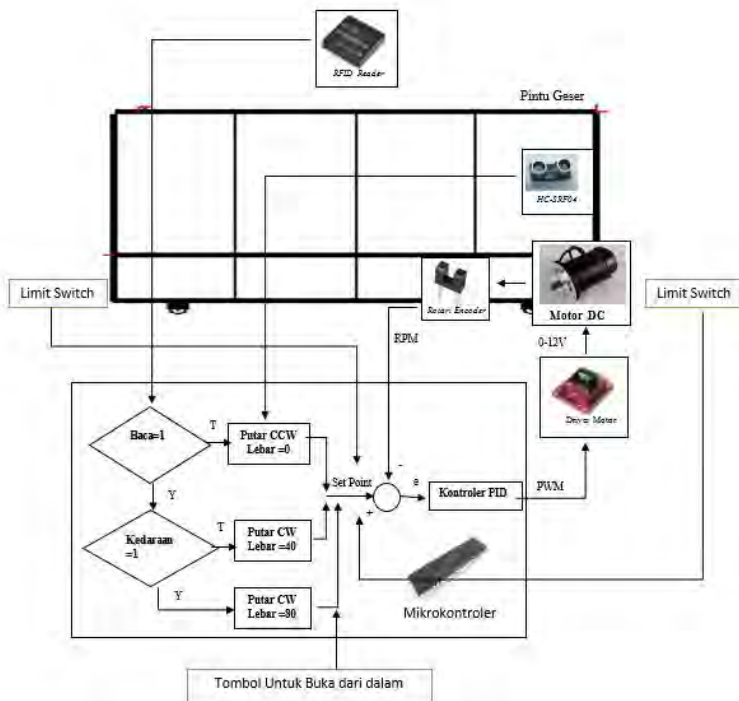 RFID Reader
Pintu Geser
HC-SRF04
Limit Switch
Rotari Encoder
Motor DC
Limit Switch
RPM
0-12V
Driver Motor
Baca=1
T
Putar CCW
Lebar =0
Y
Set Point
-
+
e
Kontroler PID
PWM
Kedaraan
=1
T
Putar CW
Lebar =40
Y
Putar CW
Lebar =80
Mikrokontroler
Tombol Untuk Buka dari dalam